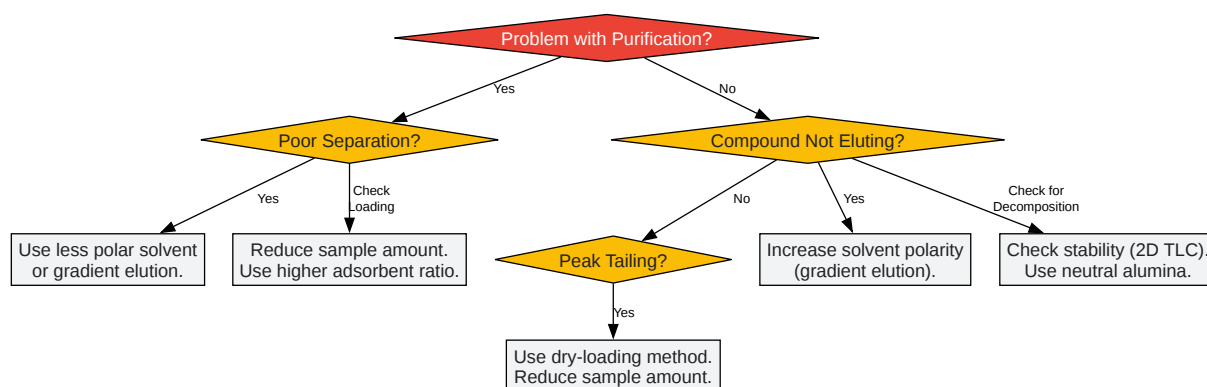 Problem with Purification?
Yes
No
Poor Separation?
Compound Not Eluting?
Yes
Check
Loading
No
Yes
Check for
Decomposition
Use less polar solvent
or gradient elution.
Reduce sample amount.
Use higher adsorbent ratio.
Peak Tailing?
Increase solvent polarity
(gradient elution).
Check stability (2D TLC).
Use neutral alumina.
Yes
Use dry-loading method.
Reduce sample amount.